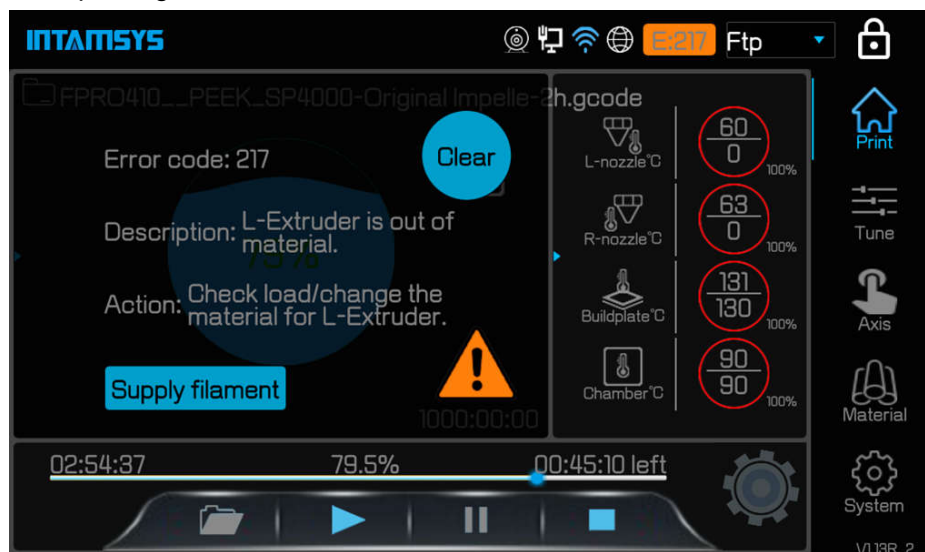 INTAMSYS
E:217 Ftp
FPRO410__PEEK_SP4000-Original Impelle-2h.gcode
Error code: 217
Clear
Description: L-Extruder is out of
material.
Action: Check load/change the
material for L-Extruder.
Supply filament
1000:00:00
L-nozzle°C
60
0
100%
R-nozzle°C
63
0
100%
Buildplate°C
131
130
100%
Chamber°C
90
90
100%
Print
Tune
Axis
Material
System
02:54:37
79.5%
00:45:10 left